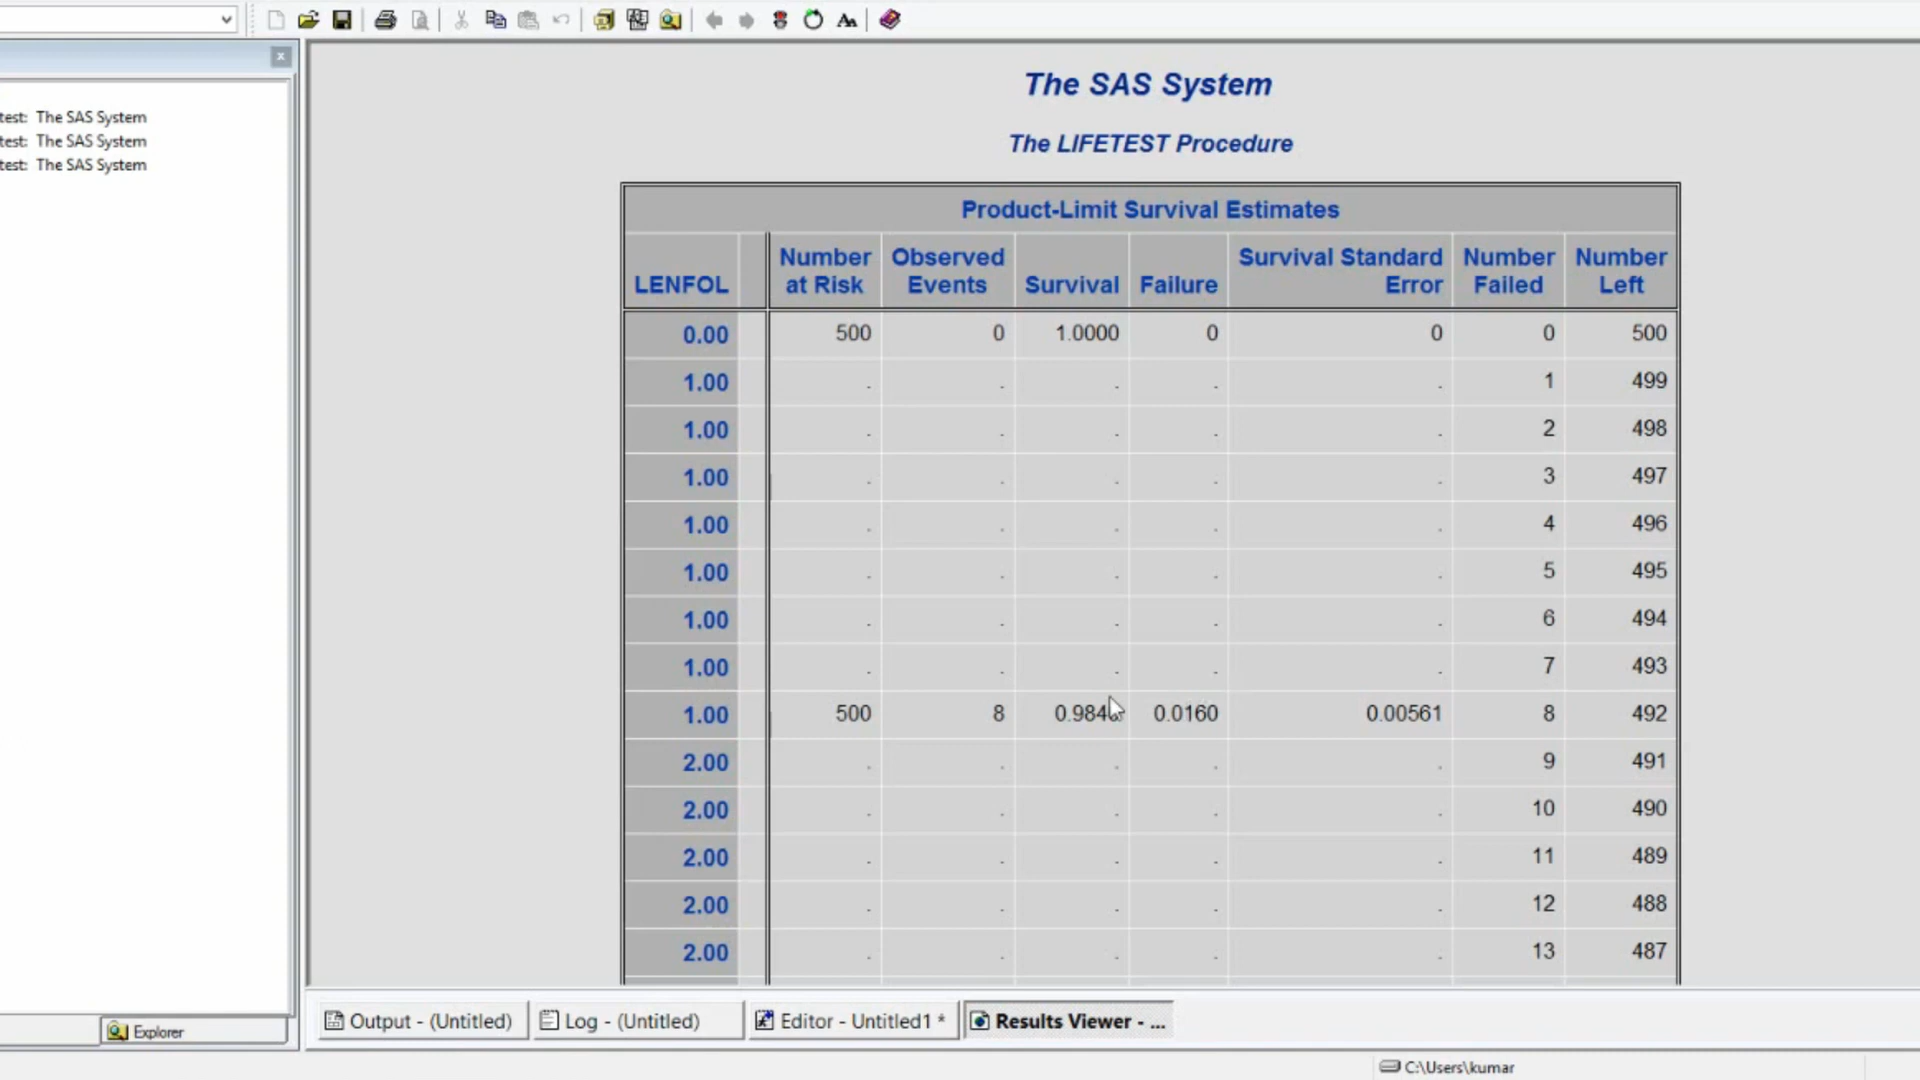 The SAS System
The LIFETEST Procedure
test: The SAS System
test: The SAS System
test: The SAS System
Product-Limit Survival Estimates
LENFOL Number at Risk Observed Events Survival Failure Survival Standard Error Number Failed Number Left
0.00 500 0 1.0000 0 0 0 500
1.00 . . . . . 1 499
1.00 . . . . . 2 498
1.00 . . . . . 3 497
1.00 . . . . . 4 496
1.00 . . . . . 5 495
1.00 . . . . . 6 494
1.00 . . . . . 7 493
1.00 500 8 0.0160 0.00561 8 492
2.00 . . . . . 9 491
2.00 . . . . . 10 490
2.00 . . . . . 11 489
2.00 . . . . . 12 488
2.00 . . . . . 13 487
Output - (Untitled) Log - (Untitled) Editor - Untitled1 * Results Viewer - ...
Explorer
C:\Users\kumar